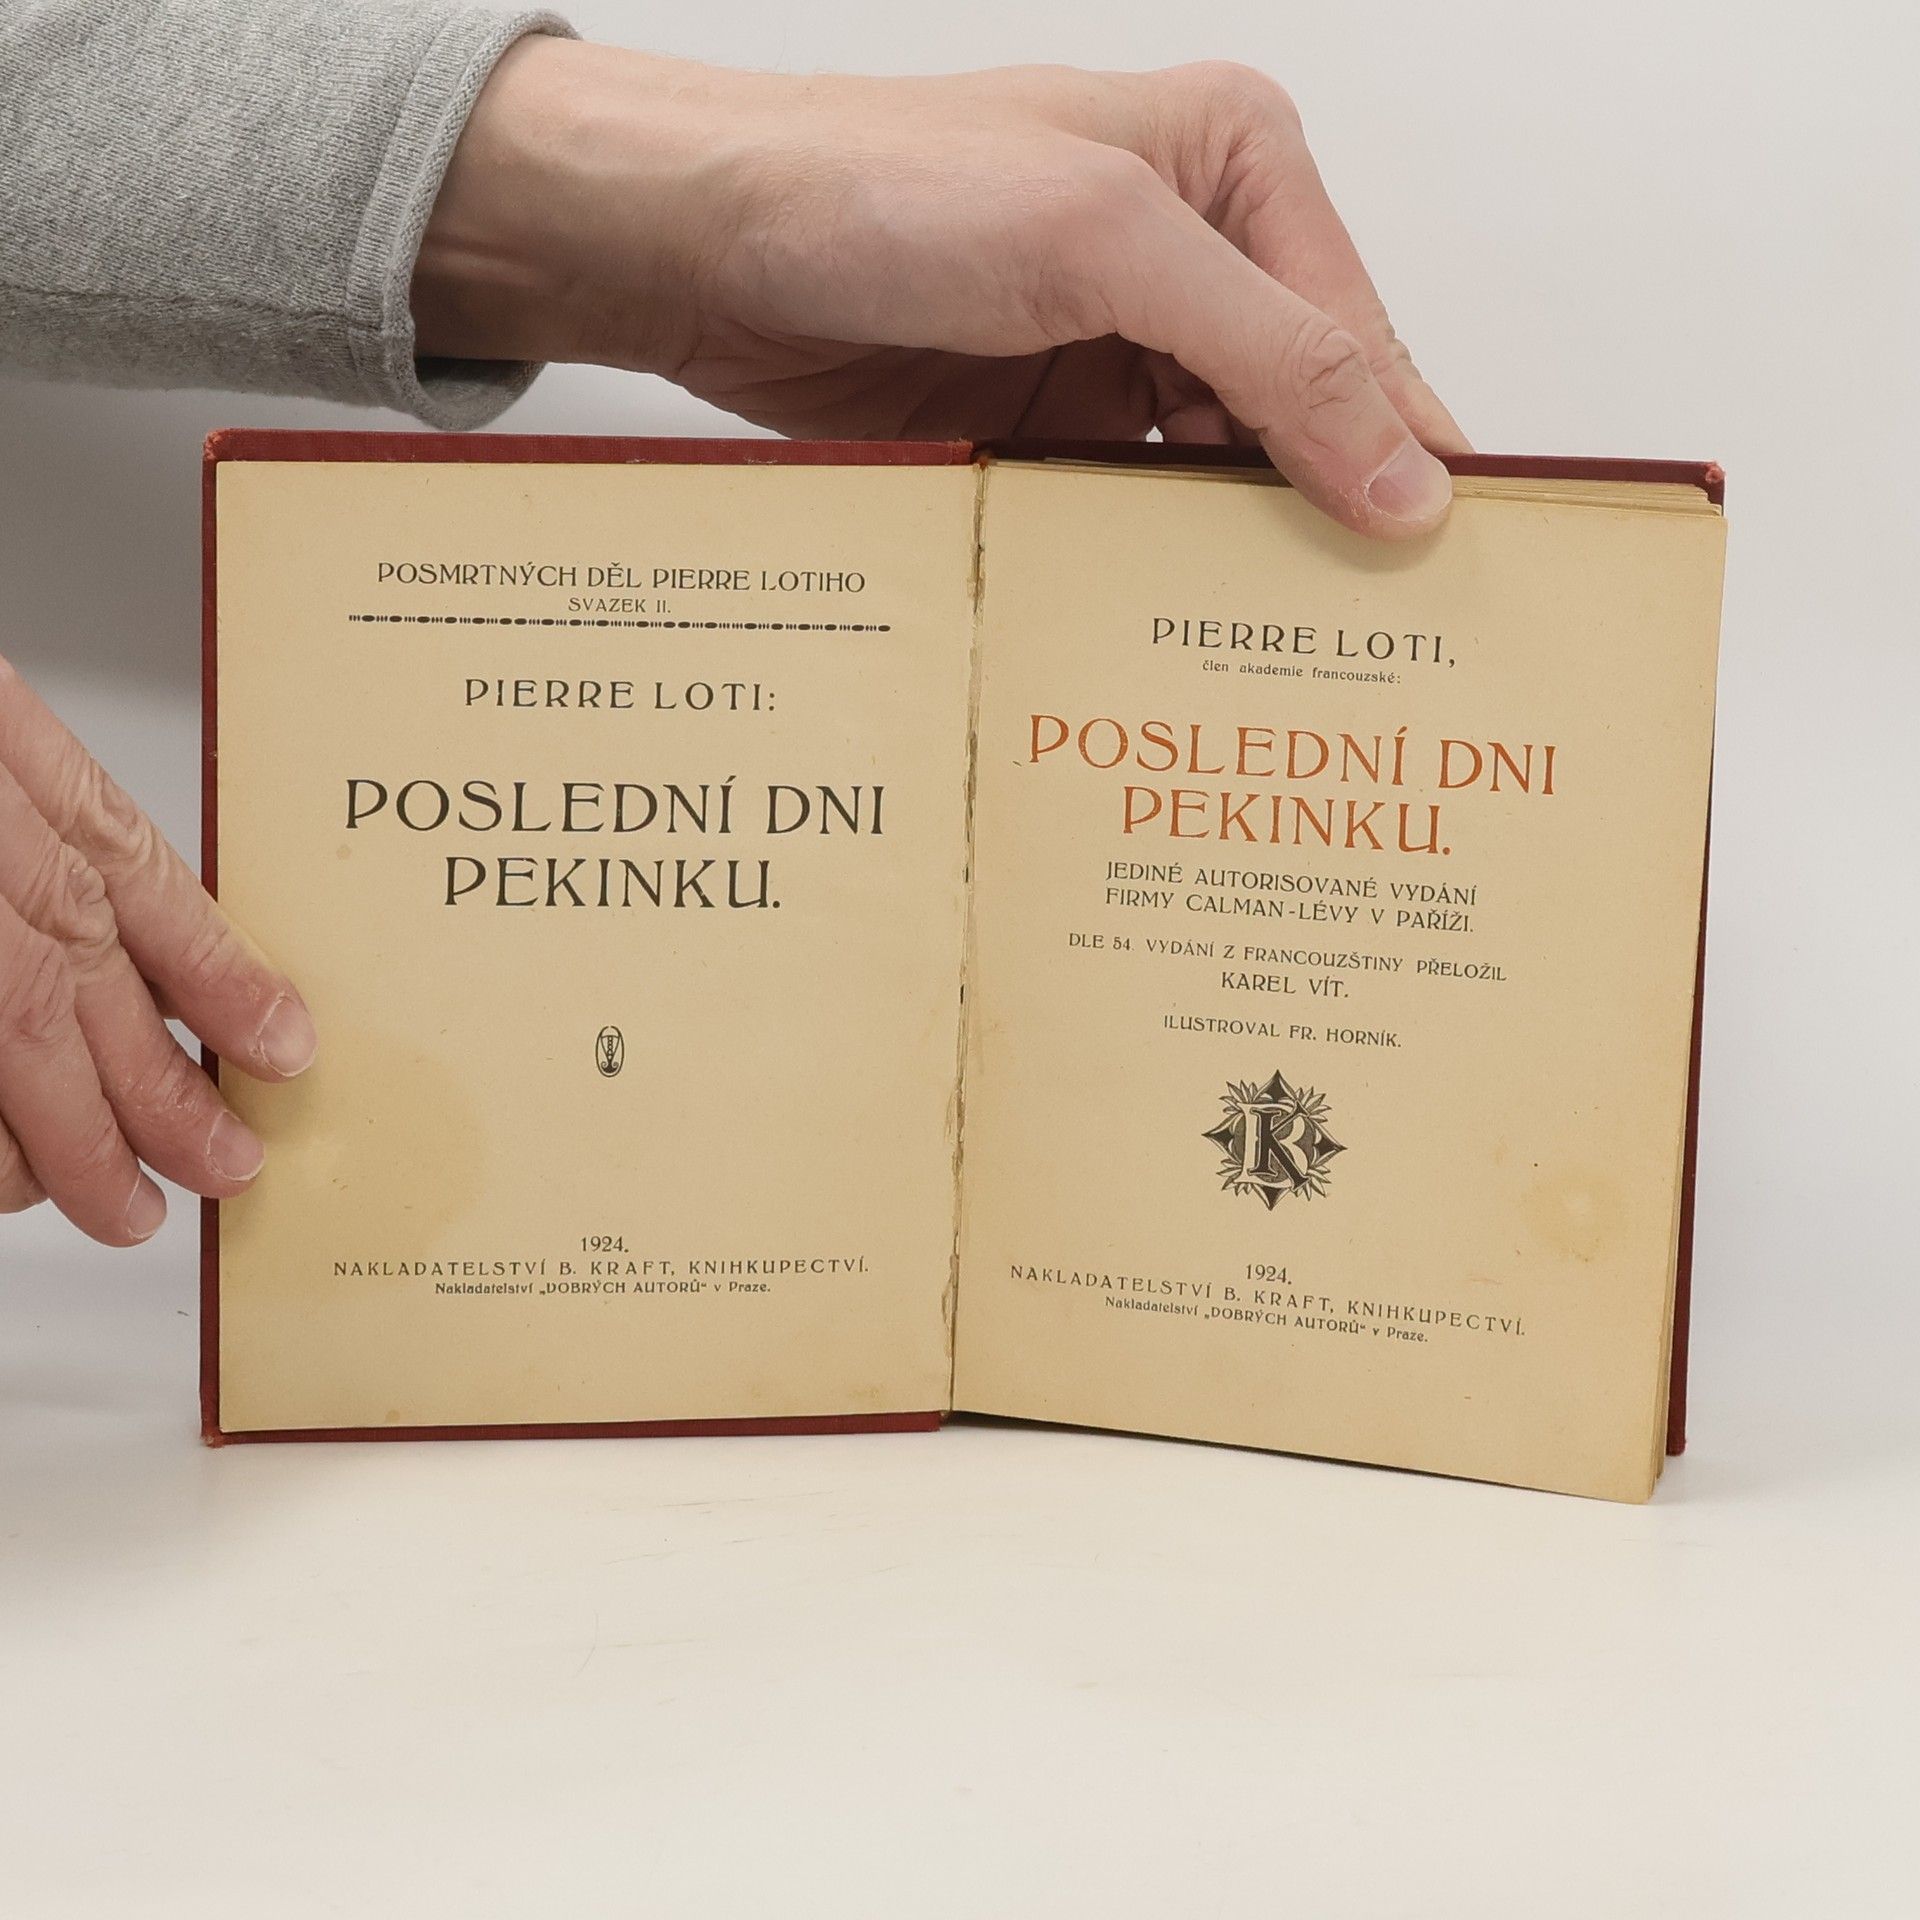 POSMRTNÝCH DĚL PIERRE LOTIHO
SVAZEK II.
PIERRE LOTI:
POSLEDNÍ DNI
PEKINKU.
1924.
NAKLADATELSTVÍ B. KRAFT, KNIHKUPECTVÍ.
Nakladatelství „DOBRÝCH AUTORŮ“ v Praze.
PIERRE LOTI,
člen akademie francouzské:
POSLEDNÍ DNI
PEKINKU.
JEDINÉ AUTORISOVANÉ VYDÁNÍ
FIRMY CALMAN-LÉVY V PAŘÍŽI.
DLE 54. VYDÁNÍ Z FRANCOUZŠTINY PŘELOŽIL
KAREL VÍT.
ILUSTROVAL FR. HORNÍK.
BK
1924.
NAKLADATELSTVÍ B. KRAFT, KNIHKUPECTVÍ.
Nakladatelství „DOBRÝCH AUTORŮ“ v Praze.